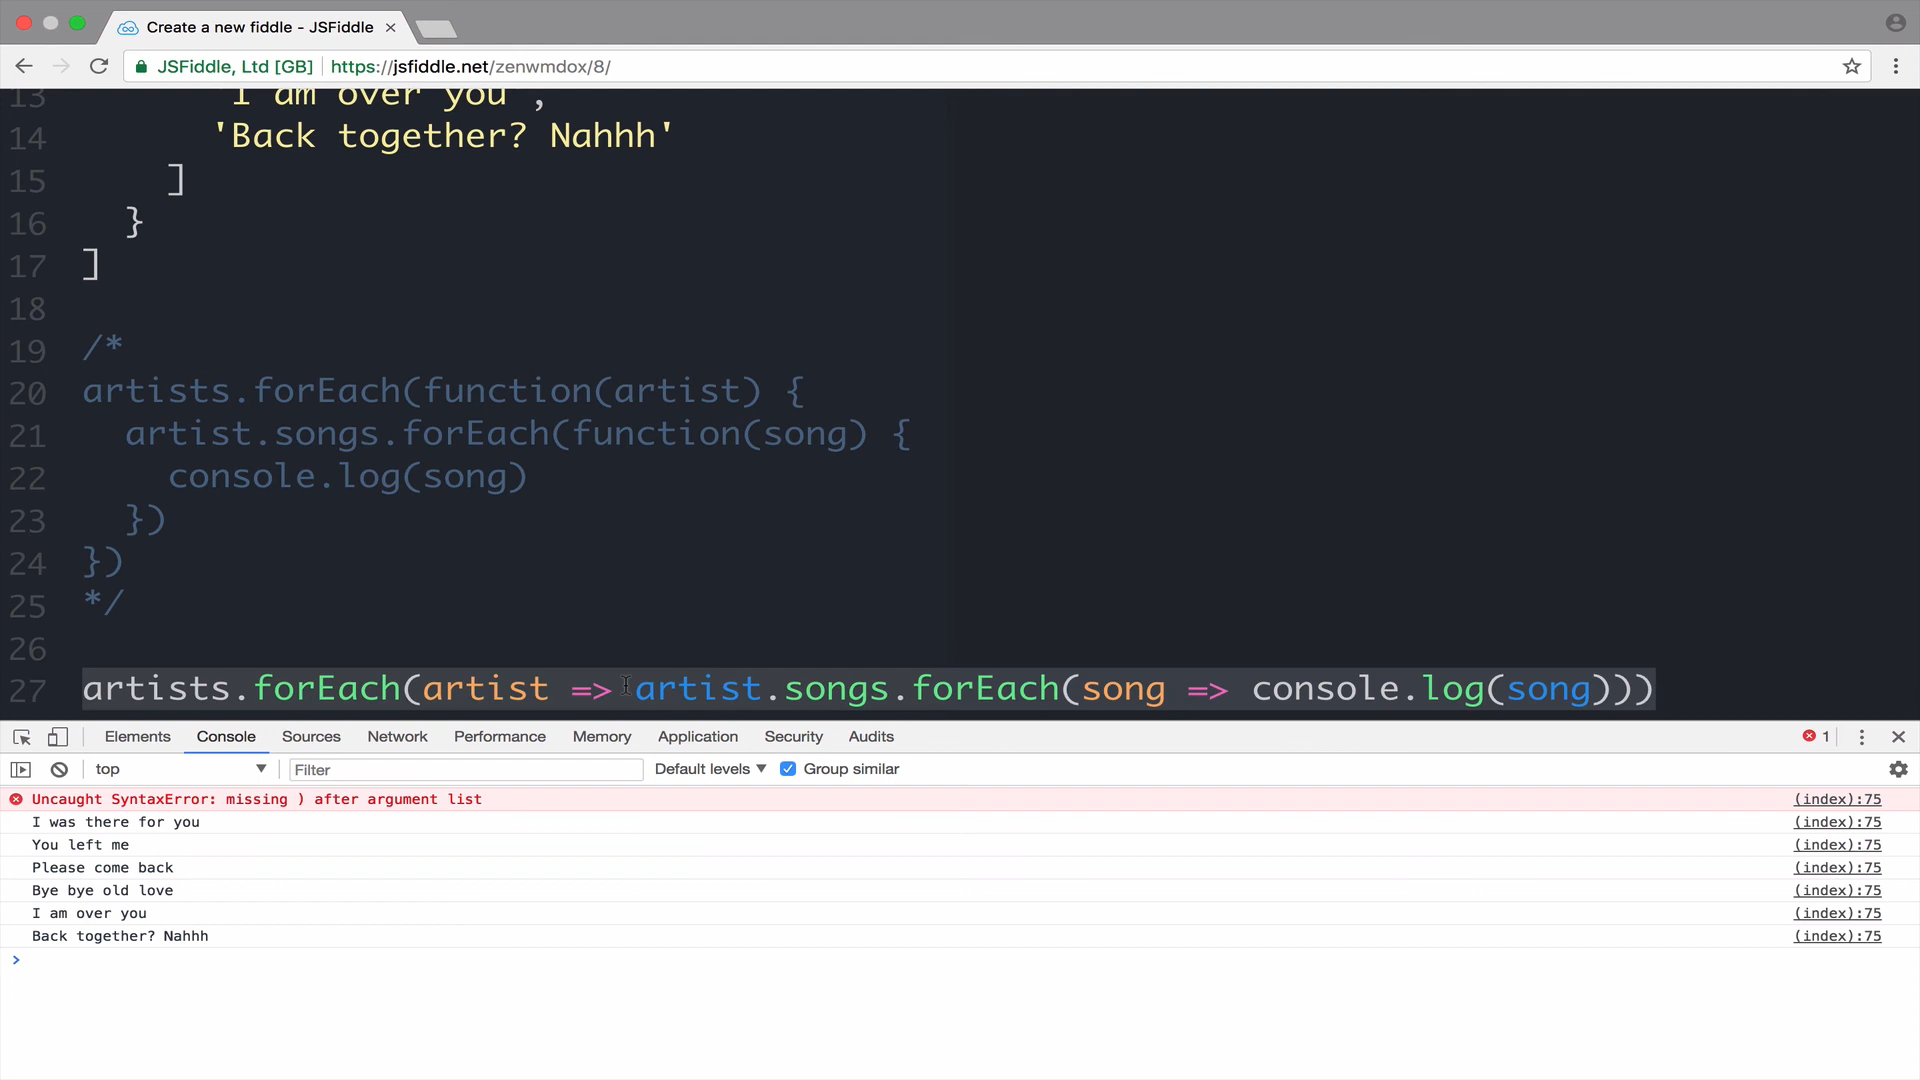 Create a new fiddle - JSFiddle
JSFiddle, Ltd [GB] https://jsfiddle.net/zenwmdox/8/
13 'I am over you',
14 'Back together? Nahhh'
15 ]
16 }
17 ]
18
19 /*
20 artists.forEach(function(artist) {
21 artist.songs.forEach(function(song) {
22 console.log(song)
23 })
24 })
25 */
26
27 artists.forEach(artist => artist.songs.forEach(song => console.log(song)))
Elements Console Sources Network Performance Memory Application Security Audits 1
top Filter Default levels Group similar
Uncaught SyntaxError: missing ) after argument list (index):75
I was there for you (index):75
You left me (index):75
Please come back (index):75
Bye bye old love (index):75
I am over you (index):75
Back together? Nahhh (index):75
>